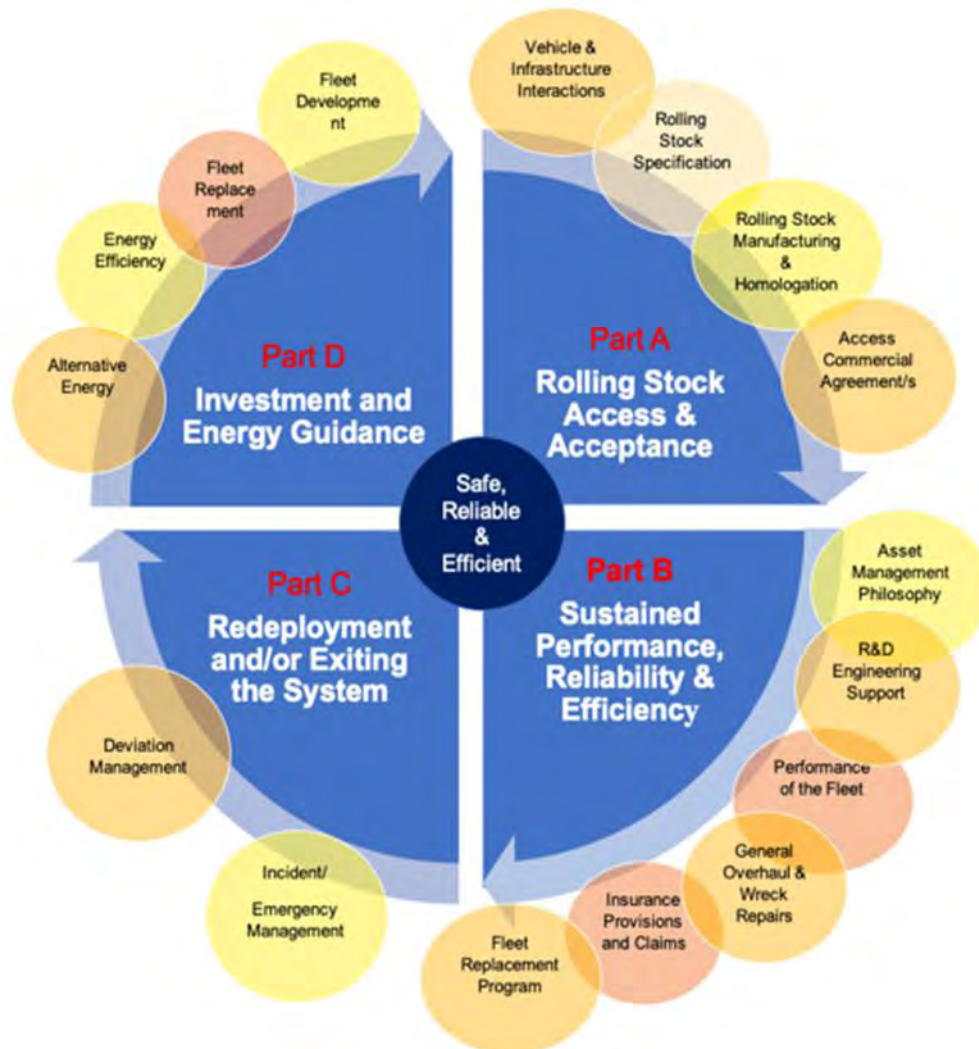 Vehicle &
Infrastructure
Interactions
Rolling
Stock
Specification
Rolling Stock
Manufacturing
&
Homologation
Access
Commercial
Agreement/s
Part A
Rolling Stock
Access &
Acceptance
Asset
Management
Philosophy
R&D
Engineering
Support
Performance
of the Fleet
General
Overhaul &
Wreck
Repairs
Insurance
Provisions
and Claims
Fleet
Replacement
Program
Part B
Sustained
Performance,
Reliability &
Efficiency
Incident/
Emergency
Management
Deviation
Management
Part C
Redeployment
and/or Exiting
the System
Alternative
Energy
Energy
Efficiency
Fleet
Replace
ment
Fleet
Developme
nt
Part D
Investment and
Energy Guidance
Safe,
Reliable
&
Efficient